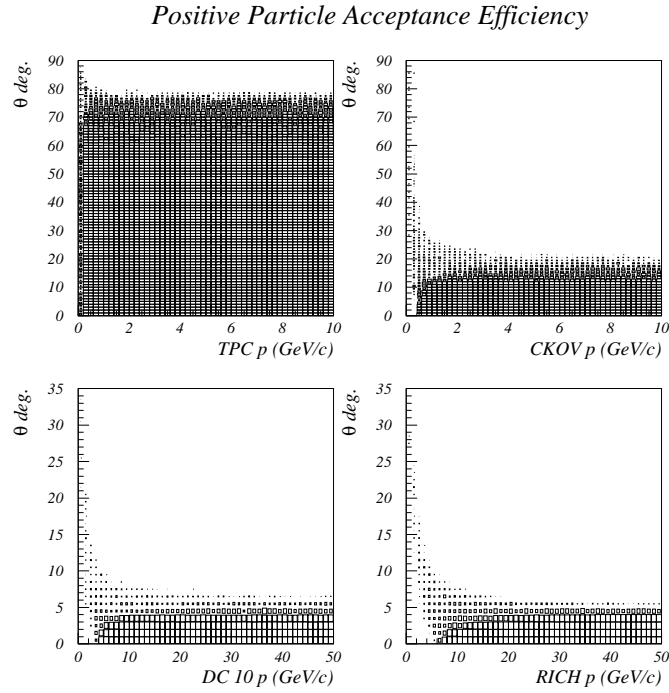 Positive Particle Acceptance Efficiency
θ deg.
90
80
70
60
50
40
30
20
10
0
0 2 4 6 8 10
TPC p (GeV/c)
θ deg.
90
80
70
60
50
40
30
20
10
0
0 2 4 6 8 10
CKOV p (GeV/c)
θ deg.
35
30
25
20
15
10
5
0
0 10 20 30 40 50
DC 10 p (GeV/c)
θ deg.
35
30
25
20
15
10
5
0
0 10 20 30 40 50
RICH p (GeV/c)